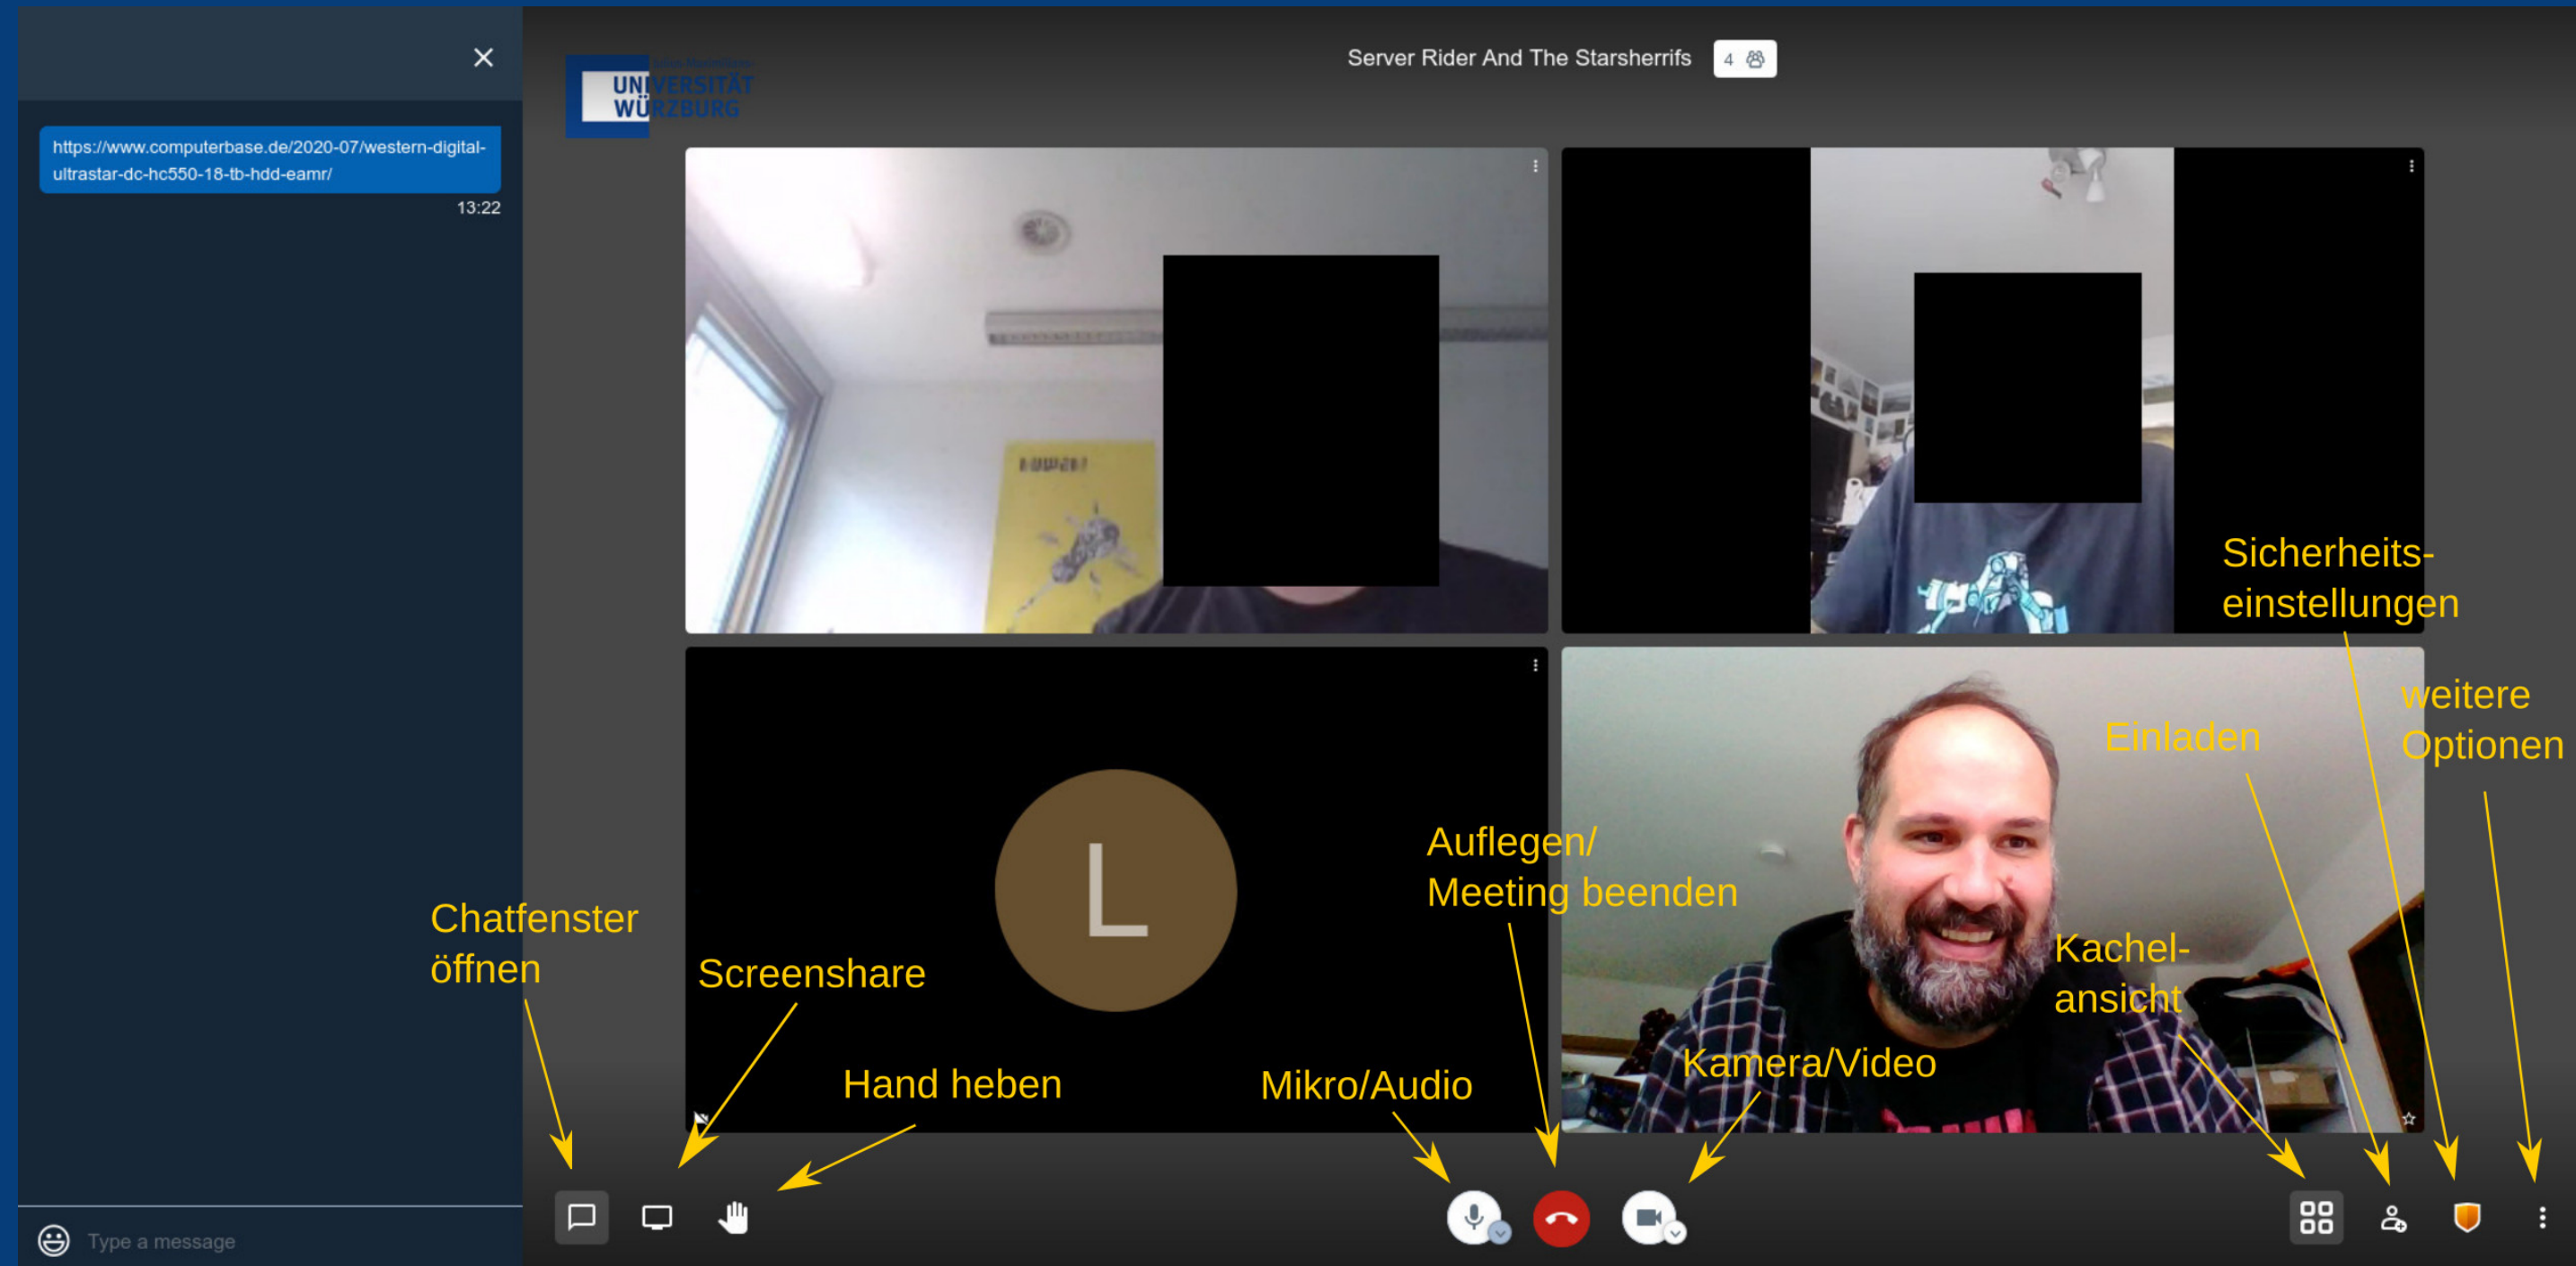 https://www.computerbase.de/2020-07/western-digital-
ultrastar-dc-hc550-18-tb-hdd-eamr/
13:22
Type a message
UNIVERSITÄT
WÜRZBURG
Server Rider And The Starsherrifs
4
L
Chatfenster
öffnen
Screenshare
Hand heben
Mikro/Audio
Auflegen/
Meeting beenden
Kamera/Video
Kachel-
ansicht
Einladen
Sicherheits-
einstellungen
weitere
Optionen